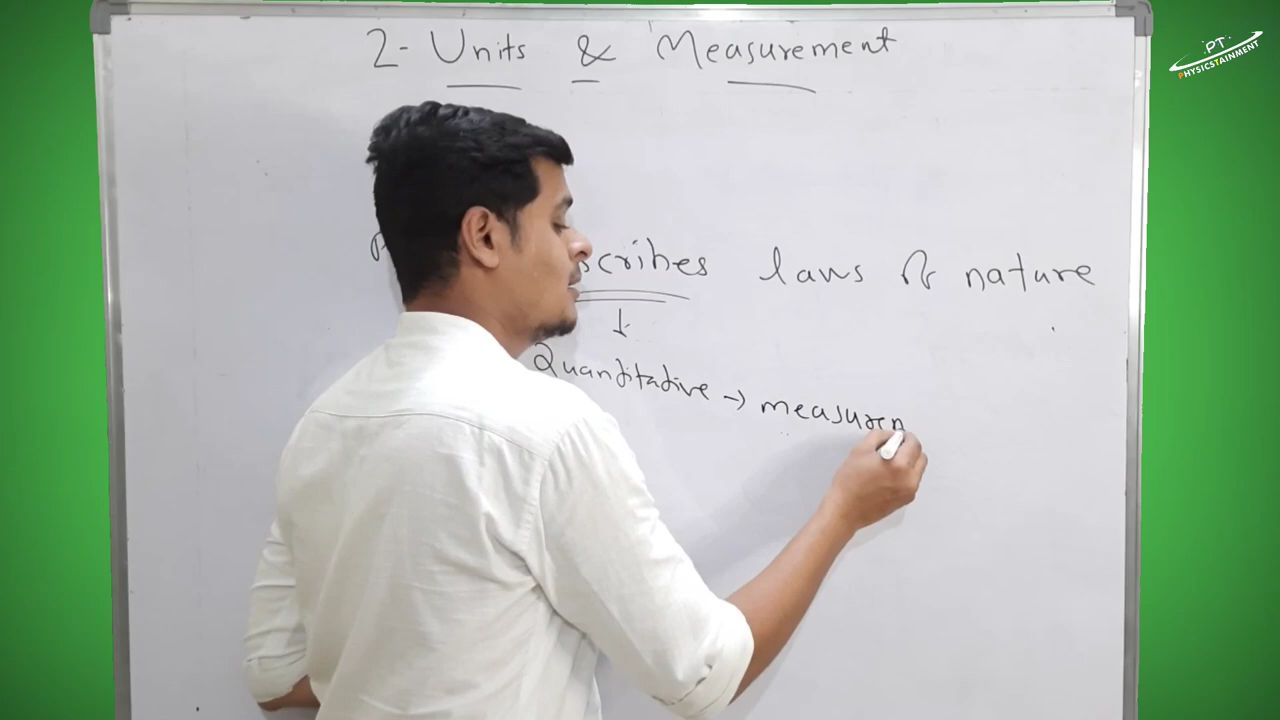 2- Units & Measurement
PT
PHYSICSTAINMENT
scribes laws of nature
Quantitative → measurem